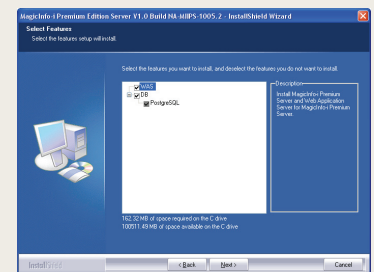 MagicInfo-i Premium Edition Server V1.0 Build NA-MIIPS-1005.2 - InstallShield Wizard
Select Features
Select the features setup will install.
Select the features you want to install, and deselect the features you do not want to install.
WAS
DB
PostgreSQL
Description
Install MagicInfo-i Premium
Server and Web Application
Server for MagicInfo-i Premium
Server.
162.32 MB of space required on the C drive
100511.49 MB of space available on the C drive
InstallShield
< Back
Next >
Cancel